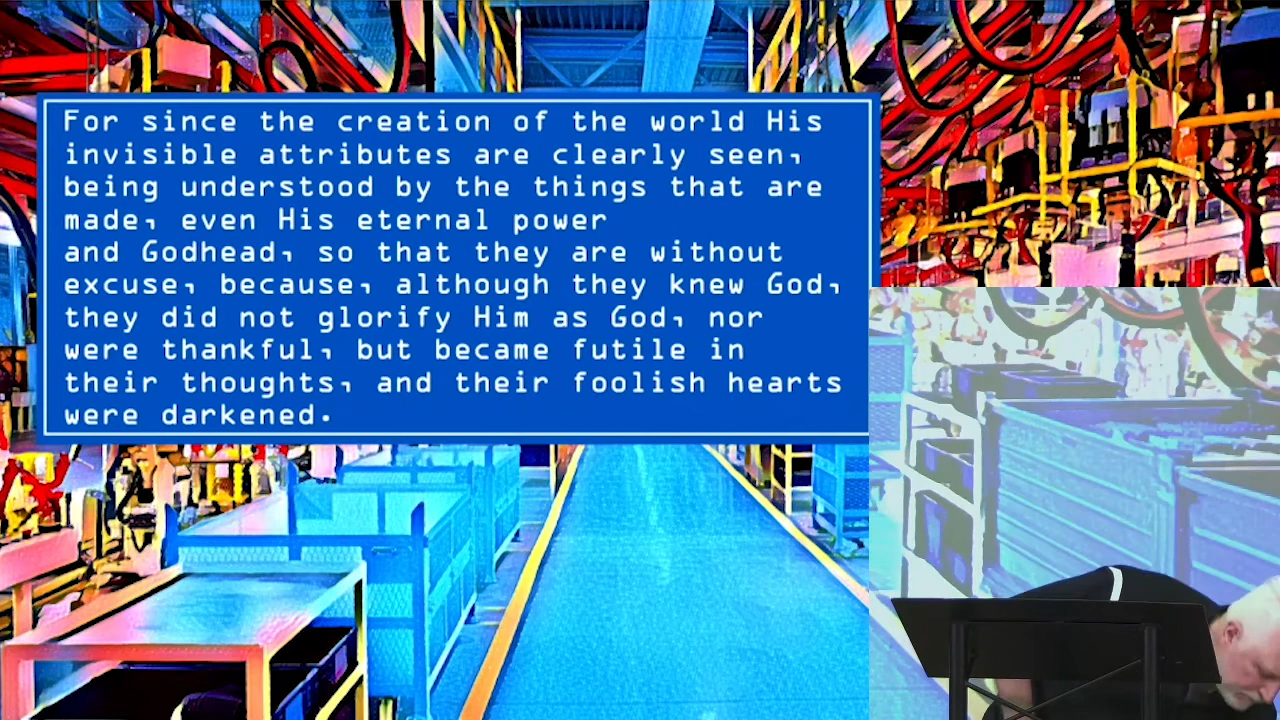 For since the creation of the world His
invisible attributes are clearly seen,
being understood by the things that are
made, even His eternal power
and Godhead, so that they are without
excuse, because, although they knew God,
they did not glorify Him as God, nor
were thankful, but became futile in
their thoughts, and their foolish hearts
were darkened.